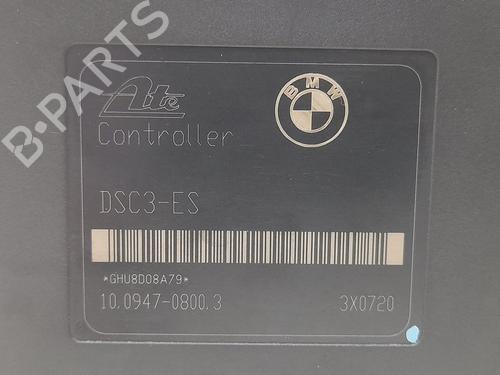 B-PARTS
Ate
BMW
Controller
DSC3-ES
*GHU8D08A79*
10.0947-0800.3 3X0720